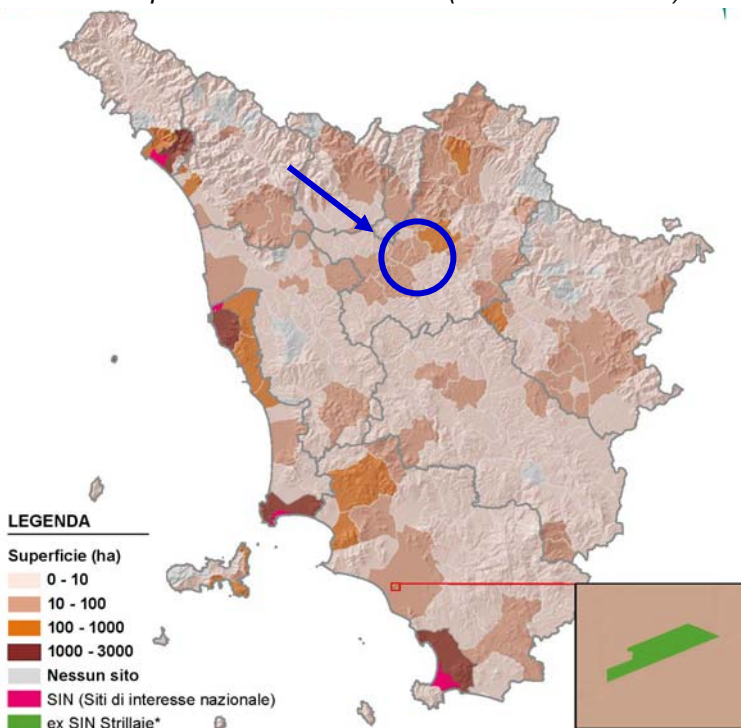 LEGENDA
Superficie (ha)
0 - 10
10 - 100
100 - 1000
1000 - 3000
Nessun sito
SIN (Siti di interesse nazionale)
ex SIN Strillaie*